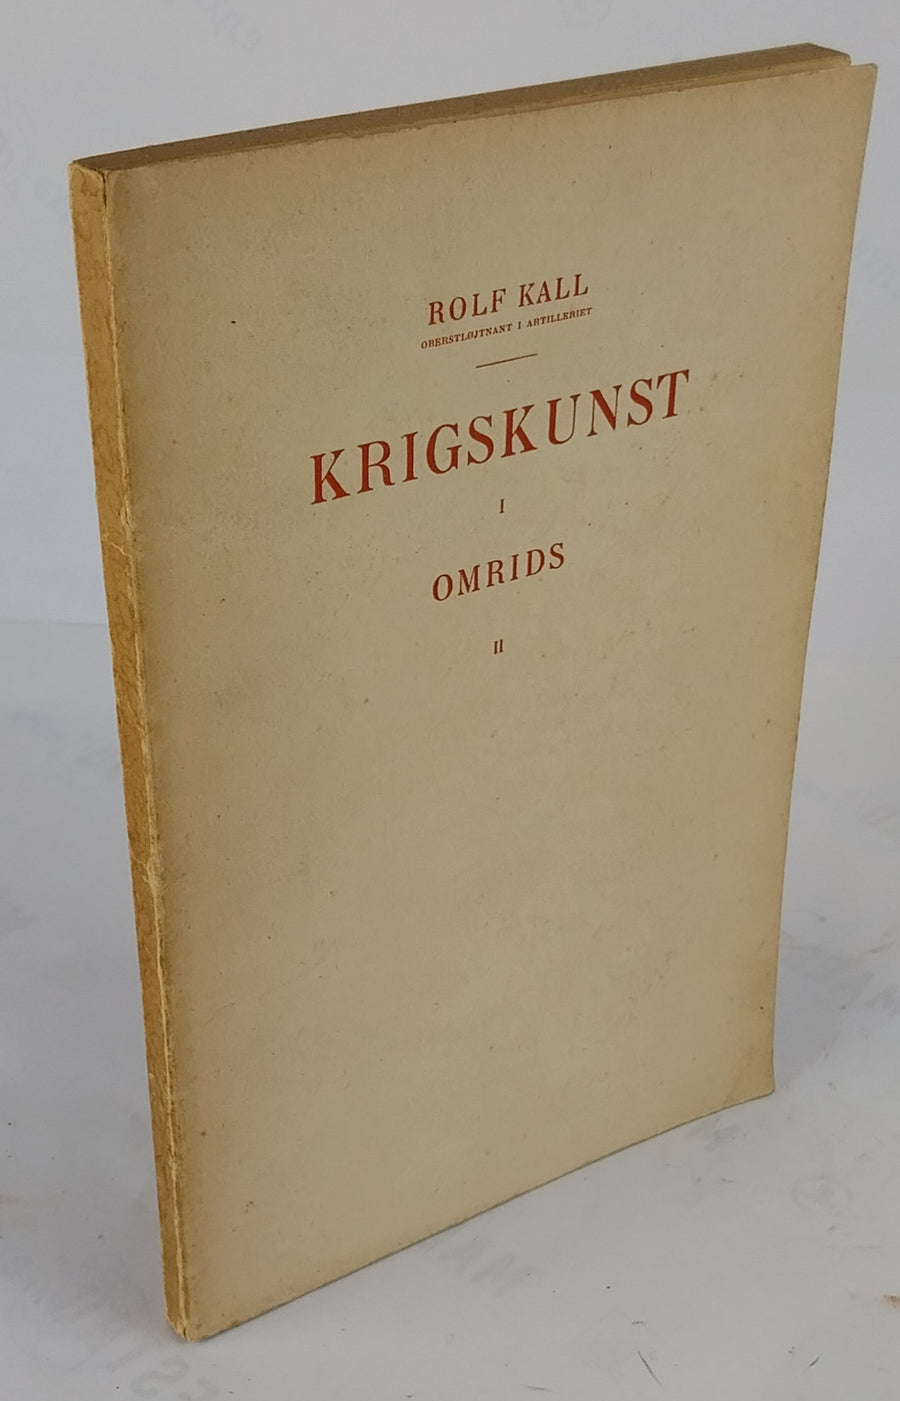 ROLF KALL
OBERSTLØJTNANT I ARTILLERIET
KRIGSKUNST
I
OMRIDS
II